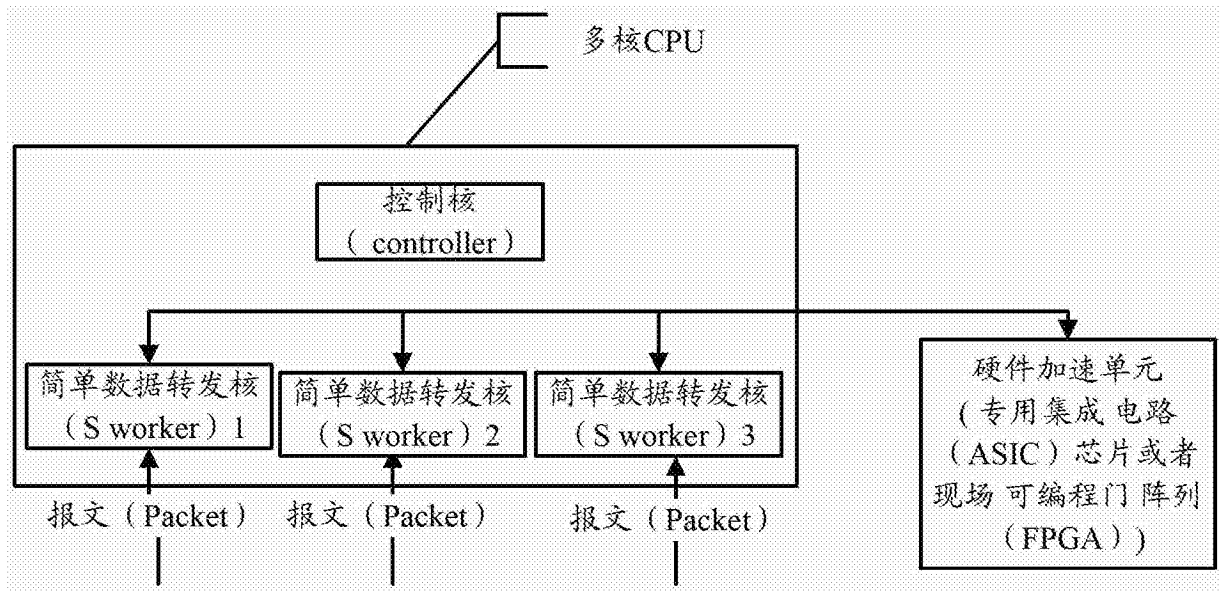 多核CPU
控制核
（ controller）
简单数据转发核
（S worker）1
简单数据转发核
（S worker）2
简单数据转发核
（S worker）3
硬件加速单元
( 专用集成 电路
（ASIC）芯片或者
现场 可编程门 阵列
（FPGA）)
报文（Packet）
报文（Packet）
报文（Packet）